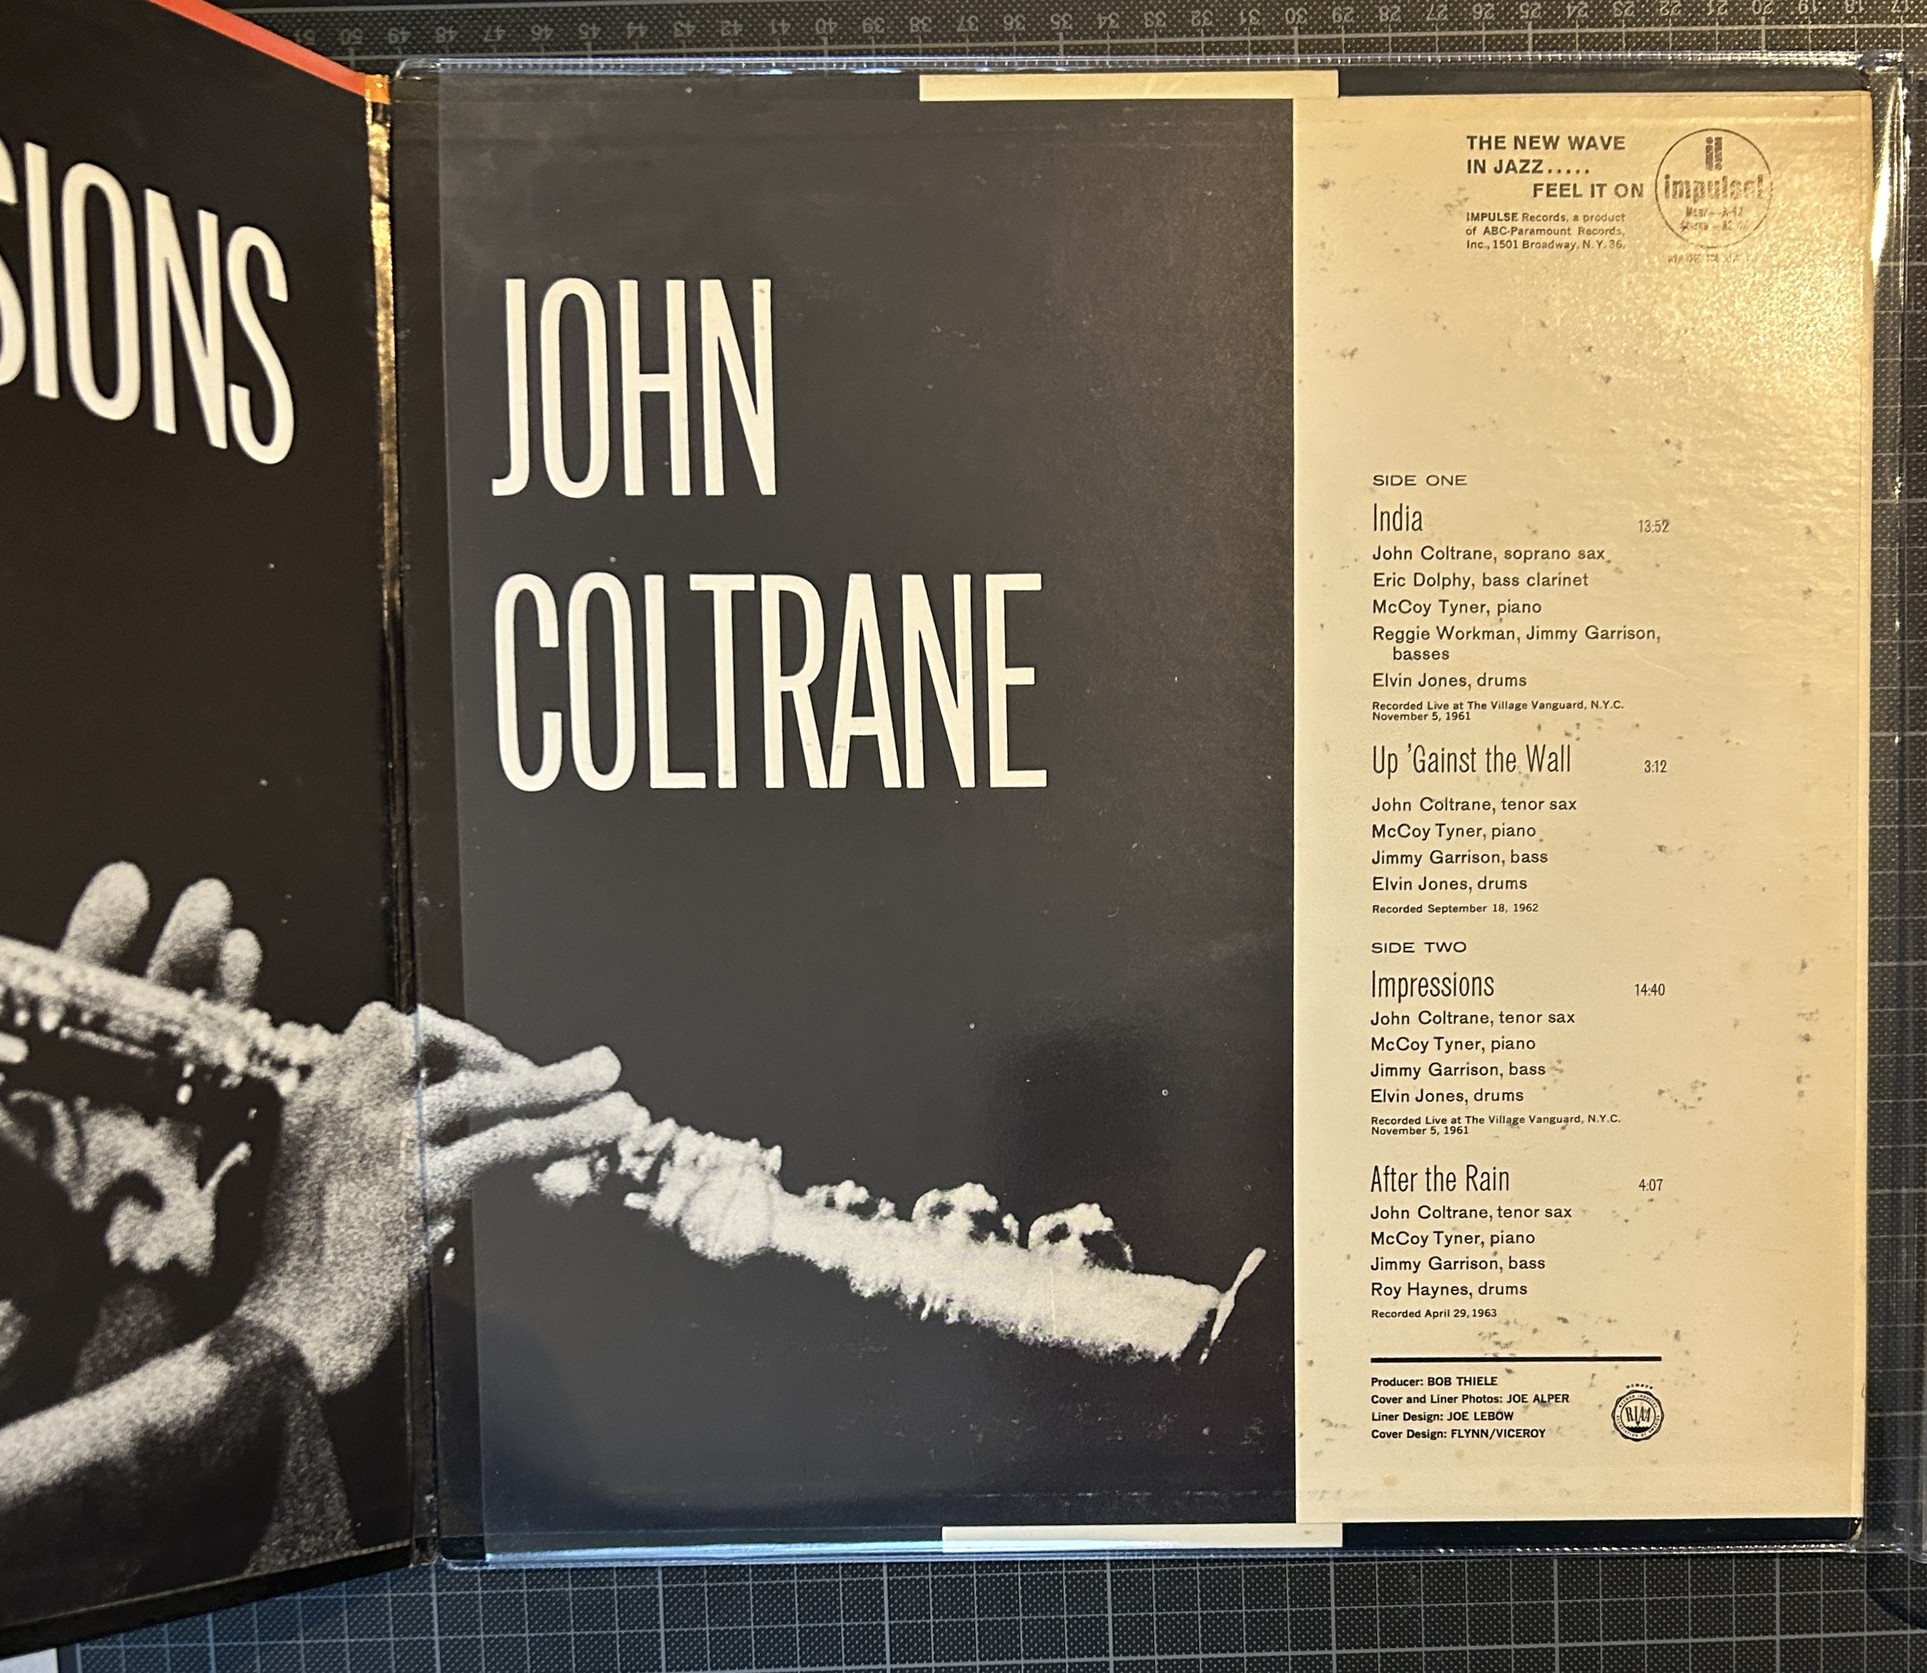 SIONS
JOHN
COLTRANE
THE NEW WAVE
IN JAZZ.....
FEEL IT ON
impulse!
IMPULSE Records, a product
of ABC-Paramount Records,
Inc., 1501 Broadway, N.Y. 36.
SIDE ONE
India 13:52
John Coltrane, soprano sax
Eric Dolphy, bass clarinet
McCoy Tyner, piano
Reggie Workman, Jimmy Garrison,
basses
Elvin Jones, drums
Recorded Live at The Village Vanguard, N.Y.C.
November 5, 1961
Up 'Gainst the Wall 3:12
John Coltrane, tenor sax
McCoy Tyner, piano
Jimmy Garrison, bass
Elvin Jones, drums
Recorded September 18, 1962
SIDE TWO
Impressions 14:40
John Coltrane, tenor sax
McCoy Tyner, piano
Jimmy Garrison, bass
Elvin Jones, drums
Recorded Live at The Village Vanguard, N.Y.C.
November 5, 1961
After the Rain 4:07
John Coltrane, tenor sax
McCoy Tyner, piano
Jimmy Garrison, bass
Roy Haynes, drums
Recorded April 29, 1963
Producer: BOB THIELE
Cover and Liner Photos: JOE ALPER
Liner Design: JOE LEBOW
Cover Design: FLYNN/VICEROY
RIAA